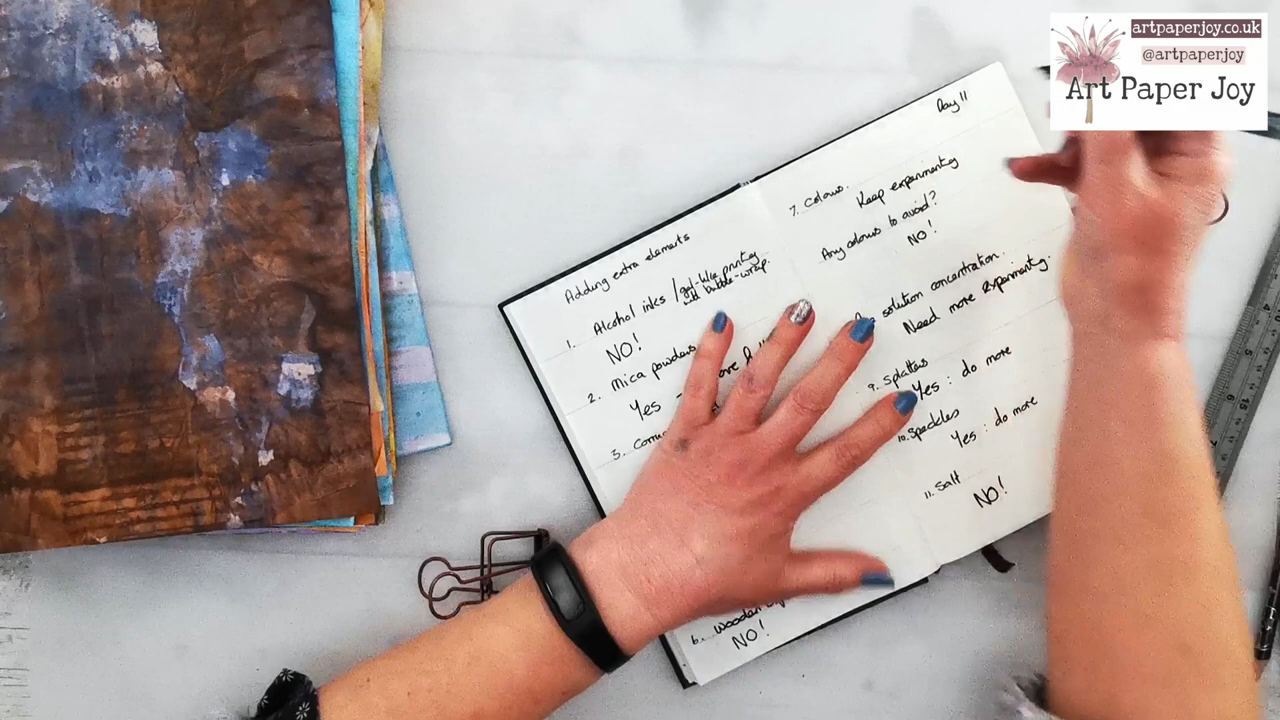 artpaperjoy.co.uk
@artpaperjoy
Art Paper Joy
Day 11
Adding extra elements
1. Alcohol inks / gel-like printing
with bubble-wrap.
NO!
2. Mica powders
Yes -
3.
6. Wooden
NO!
7. Colours.
Keep experimenting
Any colours to avoid?
NO!
solution concentration.
Need more experimenting.
9. Splatters
Yes : do more
10. Speckles
Yes : do more
11. Salt
NO!